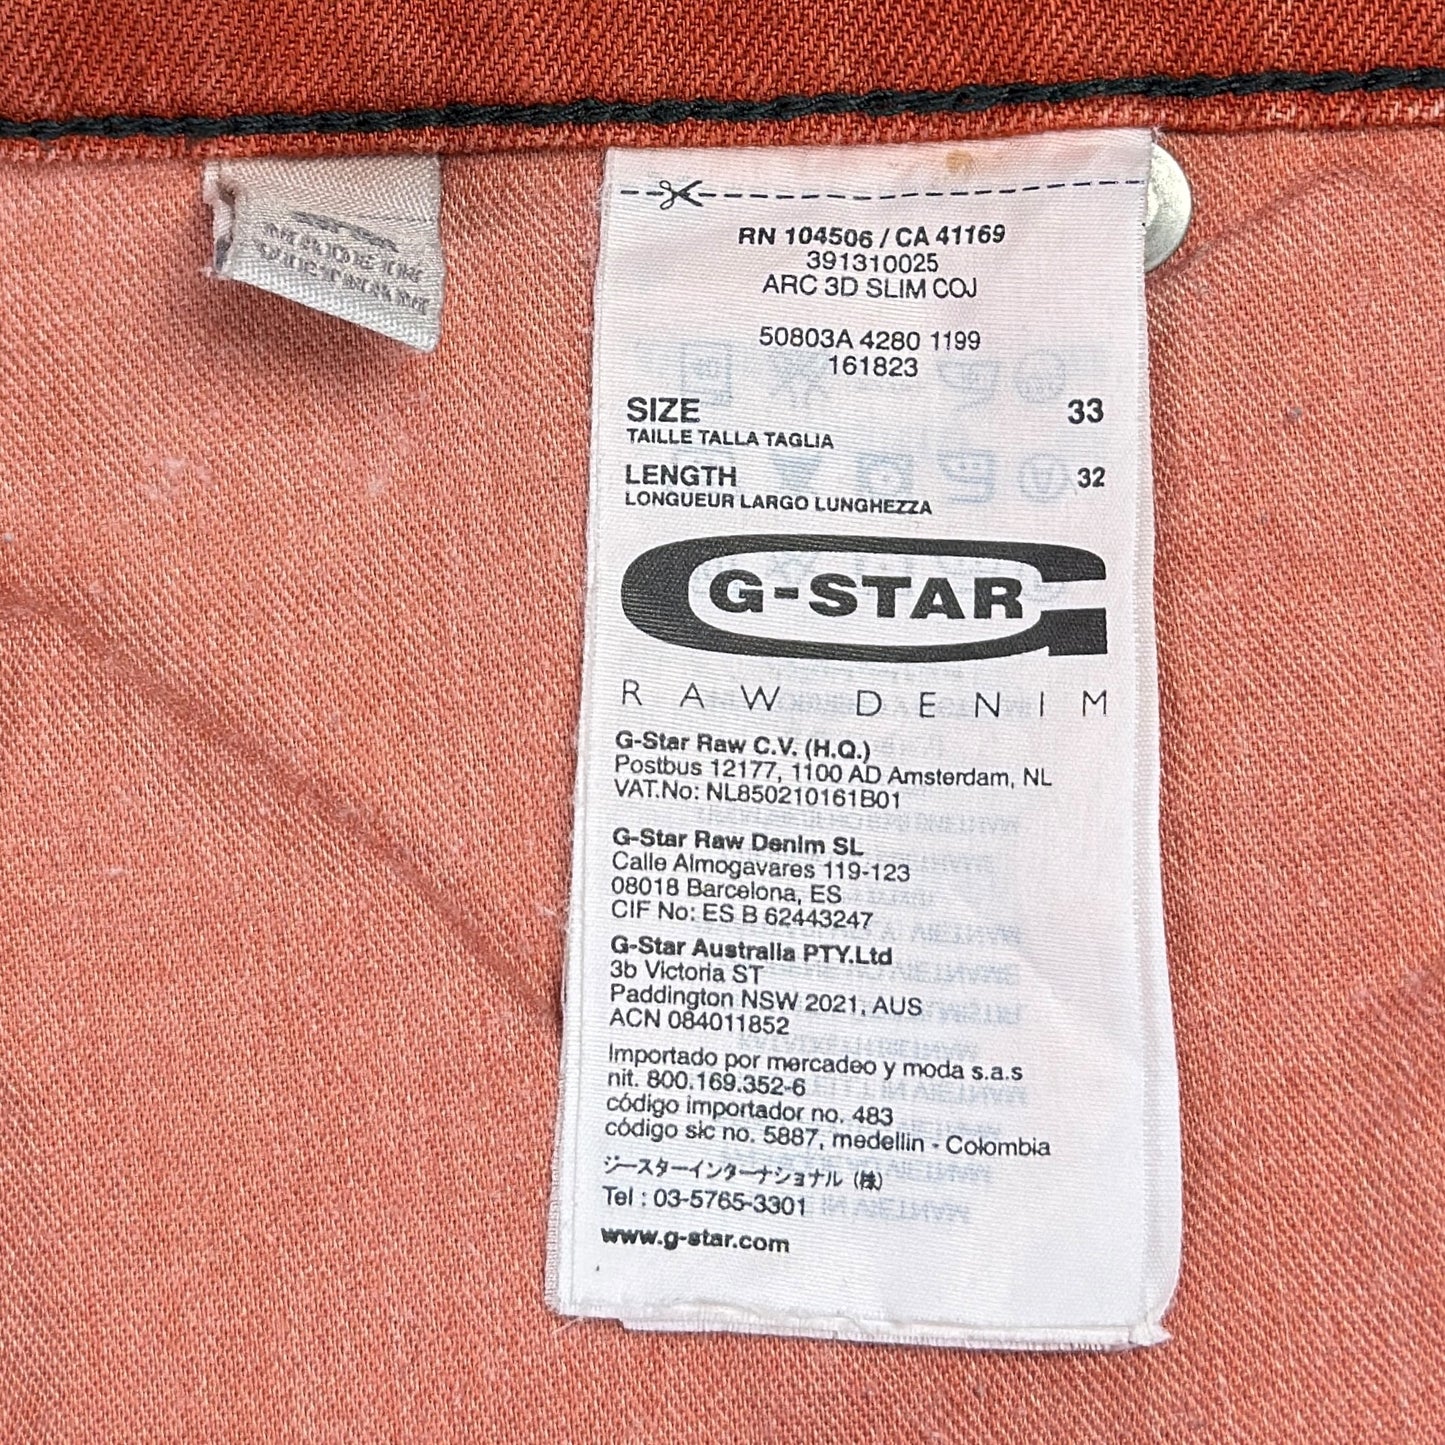 MADE IN
VIETNAM
RN 104506 / CA 41169
391310025
ARC 3D SLIM COJ
50803A 4280 1199
161823
SIZE 33
TAILLE TALLA TAGLIA
LENGTH 32
LONGUEUR LARGO LUNGHEZZA
G-STAR
RAW DENIM
G-Star Raw C.V. (H.Q.)
Postbus 12177, 1100 AD Amsterdam, NL
VAT.No: NL850210161B01
G-Star Raw Denim SL
Calle Almogavares 119-123
08018 Barcelona, ES
CIF No: ES B 62443247
G-Star Australia PTY.Ltd
3b Victoria ST
Paddington NSW 2021, AUS
ACN 084011852
Importado por mercadeo y moda s.a.s
nit. 800.169.352-6
código importador no. 483
código sic no. 5887, medellin - Colombia
ジースターインターナショナル (株)
Tel : 03-5765-3301
www.g-star.com